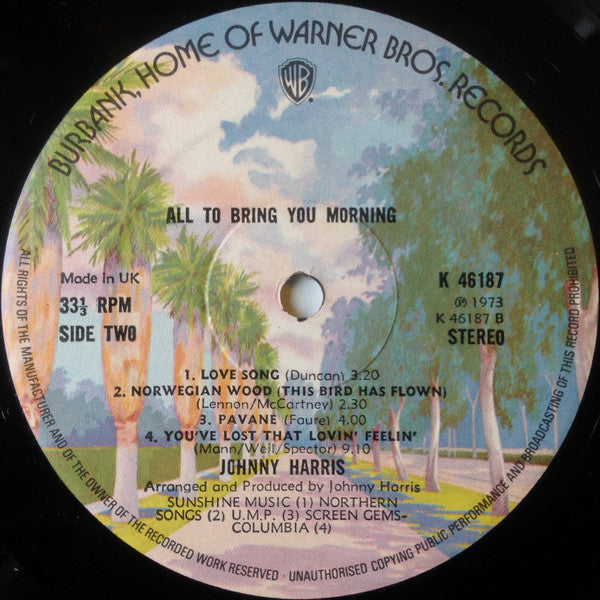 BURBANK, HOME OF WARNER BROS. RECORDS
WB
ALL TO BRING YOU MORNING
Made in UK
33⅓ RPM
SIDE TWO
K 46187
℗ 1973
K 46187 B
STEREO
1. LOVE SONG (Duncan) 3.20
2. NORWEGIAN WOOD (THIS BIRD HAS FLOWN)
(Lennon/McCartney) 2.30
3. PAVANE (Faure) 4.00
4. YOU'VE LOST THAT LOVIN' FEELIN'
(Mann/Weil/Spector) 9.10
JOHNNY HARRIS
Arranged and Produced by Johnny Harris
SUNSHINE MUSIC (1) NORTHERN
SONGS (2) U.M.P. (3) SCREEN GEMS-
COLUMBIA (4)
ALL RIGHTS OF THE MANUFACTURER AND OF THE OWNER OF THE RECORDED WORK RESERVED · UNAUTHORISED COPYING PUBLIC PERFORMANCE AND BROADCASTING OF THIS RECORD PROHIBITED